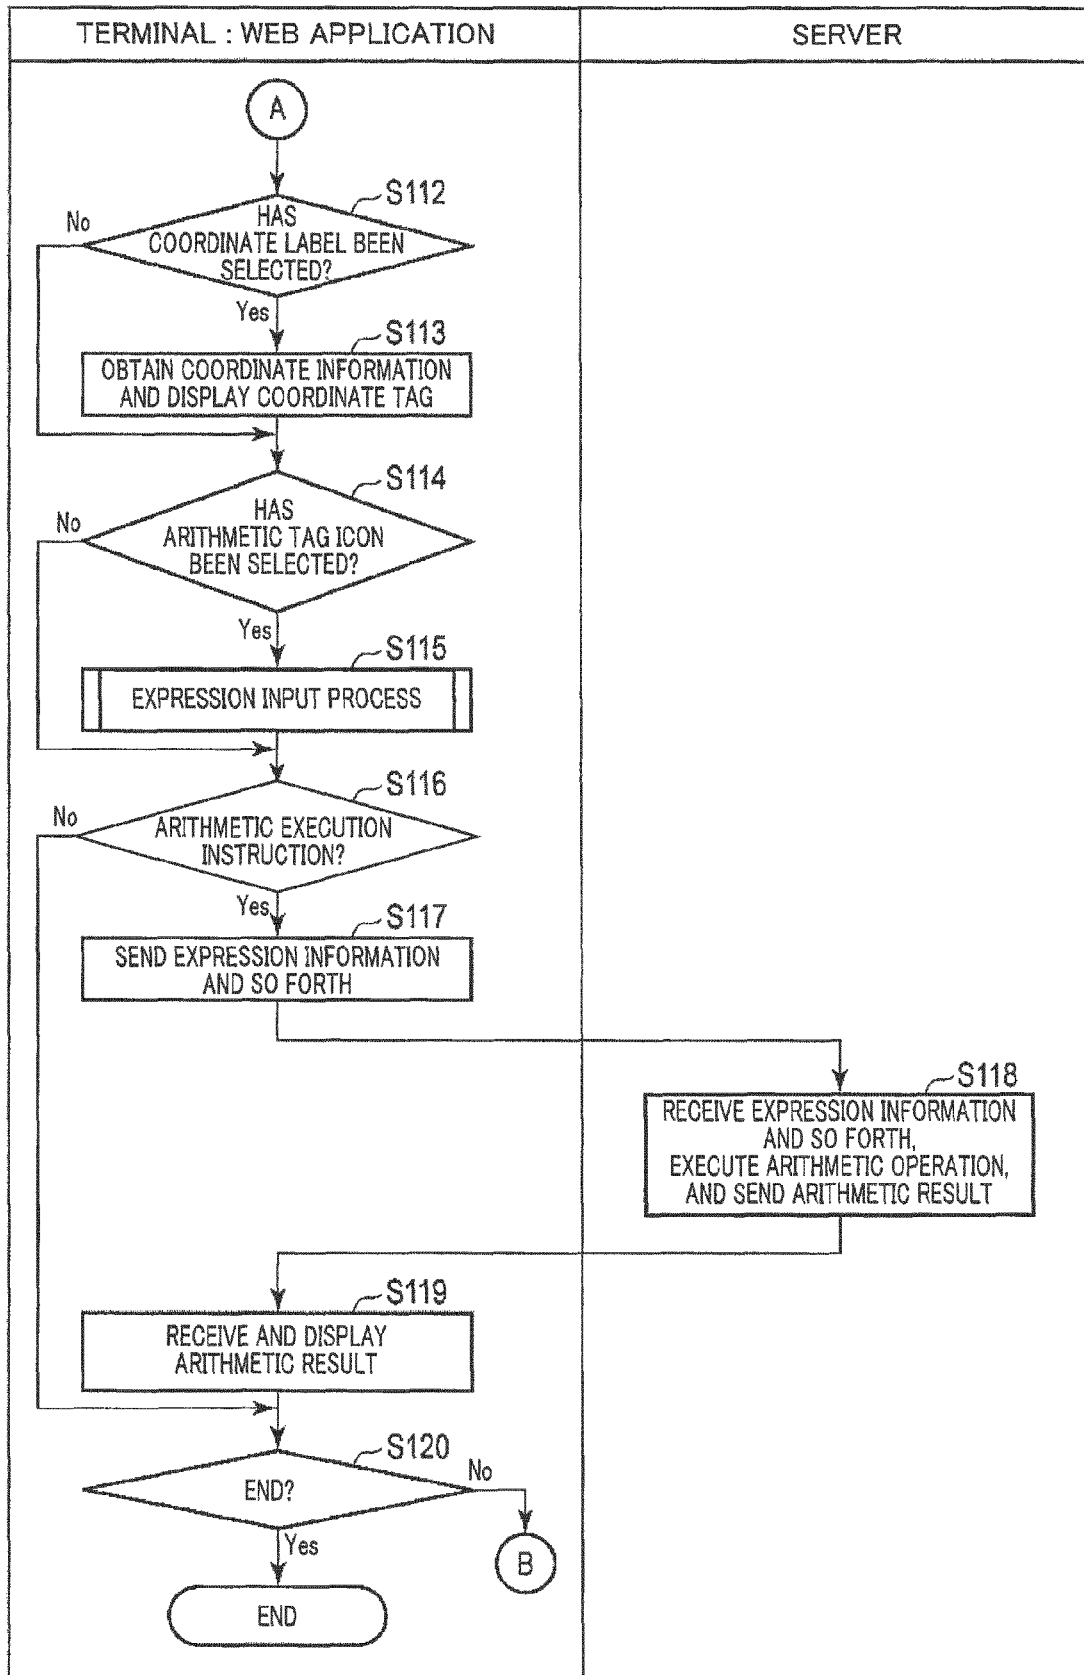 TERMINAL : WEB APPLICATION
SERVER
A
S112
No
HAS
COORDINATE LABEL BEEN
SELECTED?
Yes
S113
OBTAIN COORDINATE INFORMATION
AND DISPLAY COORDINATE TAG
S114
No
HAS
ARITHMETIC TAG ICON
BEEN SELECTED?
Yes
S115
EXPRESSION INPUT PROCESS
S116
No
ARITHMETIC EXECUTION
INSTRUCTION?
Yes
S117
SEND EXPRESSION INFORMATION
AND SO FORTH
S118
RECEIVE EXPRESSION INFORMATION
AND SO FORTH,
EXECUTE ARITHMETIC OPERATION,
AND SEND ARITHMETIC RESULT
S119
RECEIVE AND DISPLAY
ARITHMETIC RESULT
S120
END?
No
Yes
B
END